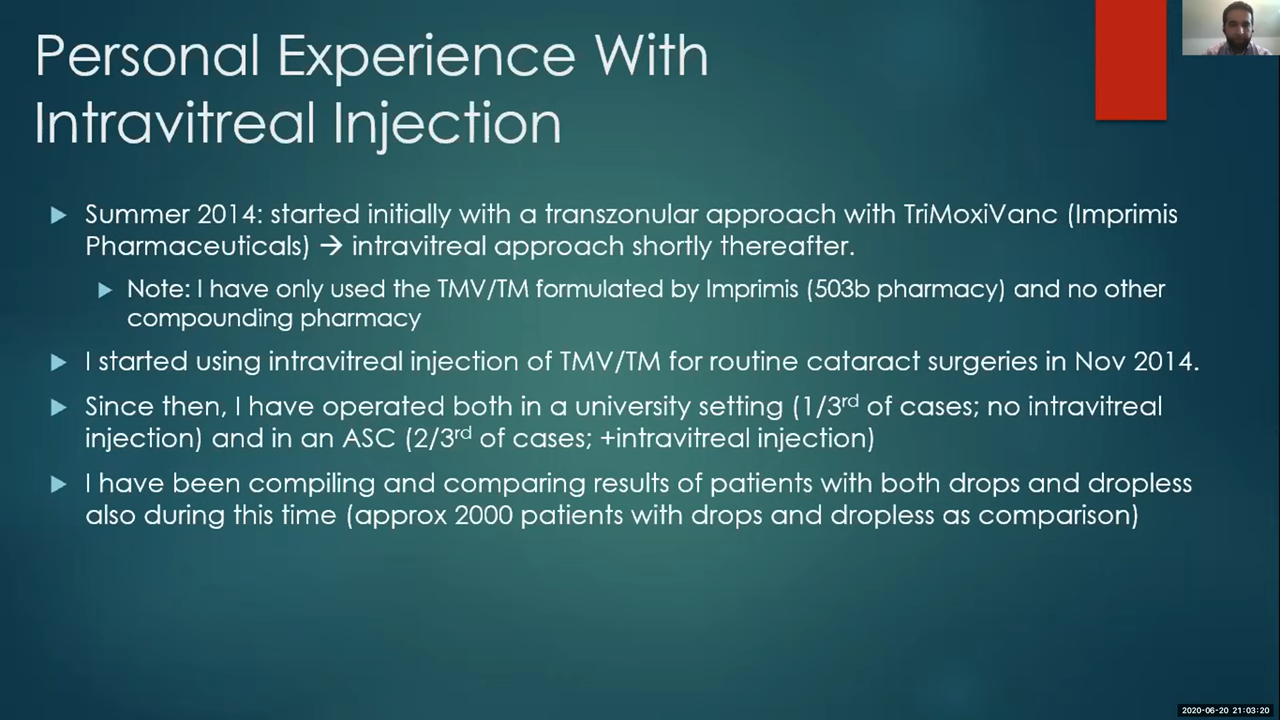 Personal Experience With
Intravitreal Injection
Summer 2014: started initially with a transzonular approach with TriMoxiVanc (Imprimis
Pharmaceuticals) → intravitreal approach shortly thereafter.
Note: I have only used the TMV/TM formulated by Imprimis (503b pharmacy) and no other
compounding pharmacy
I started using intravitreal injection of TMV/TM for routine cataract surgeries in Nov 2014.
Since then, I have operated both in a university setting (1/3rd of cases; no intravitreal
injection) and in an ASC (2/3rd of cases; +intravitreal injection)
I have been compiling and comparing results of patients with both drops and dropless
also during this time (approx 2000 patients with drops and dropless as comparison)
2020-06-20 21:03:20